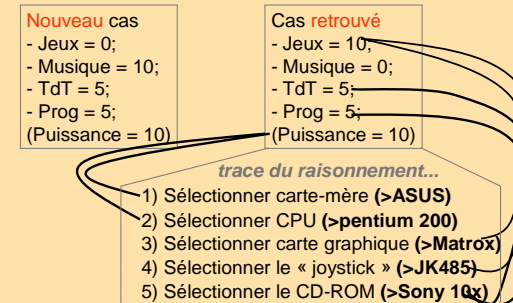 Nouveau cas
- Jeux = 0;
- Musique = 10;
- TdT = 5;
- Prog = 5;
(Puissance = 10)
Cas retrouvé
- Jeux = 10;
- Musique = 0;
- TdT = 5;
- Prog = 5;
(Puissance = 10)
trace du raisonnement...
1) Sélectionner carte-mère (>ASUS)
2) Sélectionner CPU (>pentium 200)
3) Sélectionner carte graphique (>Matrox)
4) Sélectionner le « joystick » (>JK485)
5) Sélectionner le CD-ROM (>Sony 10x)